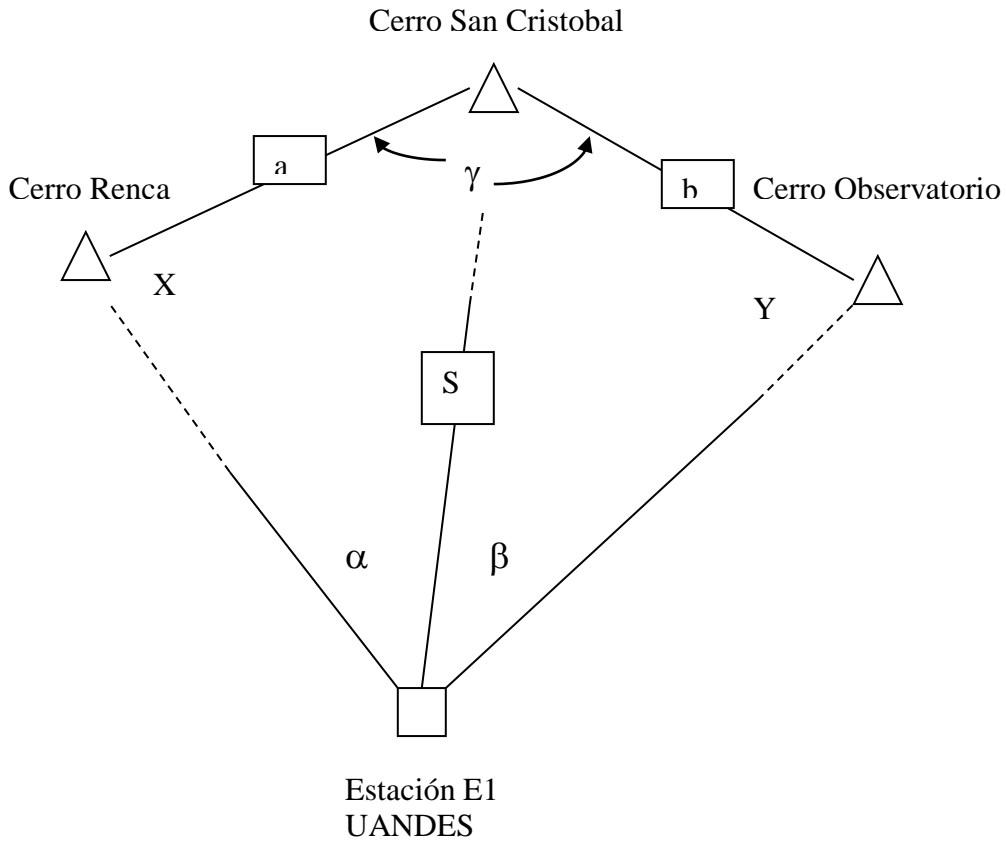 Cerro San Cristobal
a
b
γ
Cerro Renca
Cerro Observatorio
X
Y
S
α
β
Estación E1
UANDES